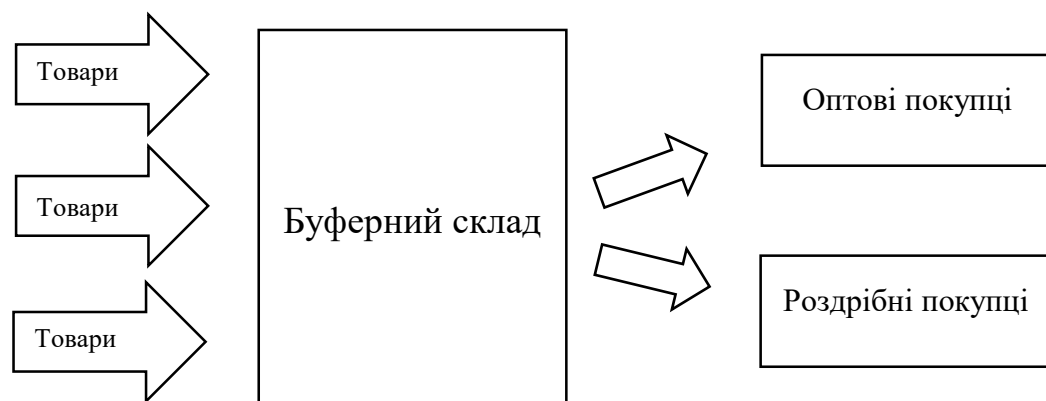 Товари
Товари
Товари
Буферний склад
Оптові покупці
Роздрібні покупці